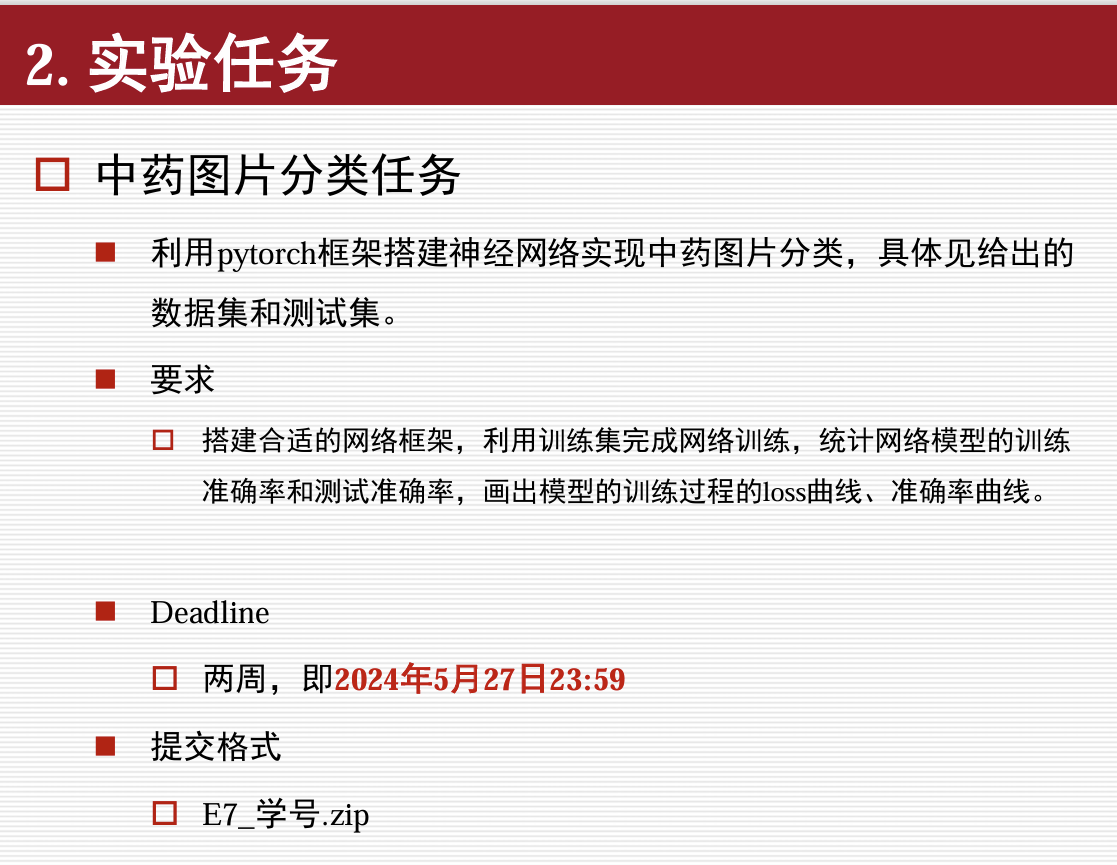 2. 实验任务
中药图片分类任务
利用pytorch框架搭建神经网络实现中药图片分类，具体见给出的
数据集和测试集。
要求
搭建合适的网络框架，利用训练集完成网络训练，统计网络模型的训练
准确率和测试准确率，画出模型的训练过程的loss曲线、准确率曲线。
Deadline
两周，即2024年5月27日23:59
提交格式
E7_学号.zip